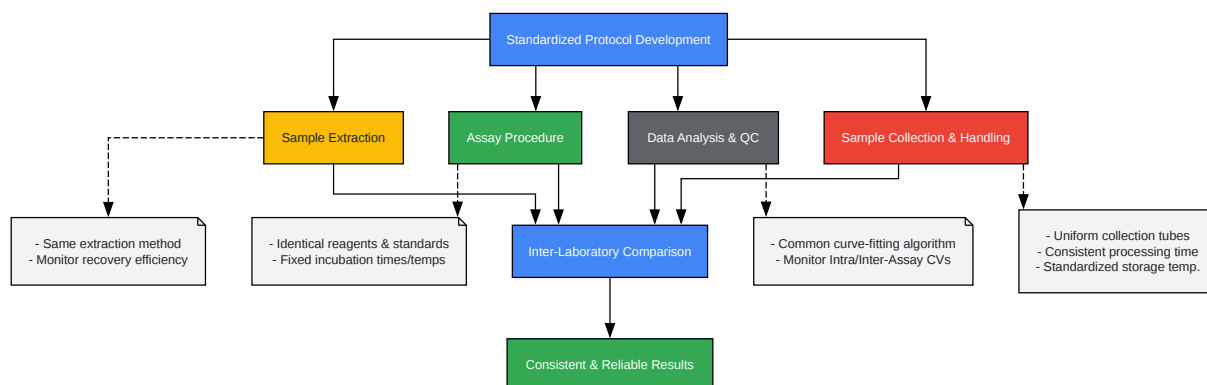 Standardized Protocol Development
Sample Extraction
Assay Procedure
Data Analysis & QC
Sample Collection & Handling
- Same extraction method
- Monitor recovery efficiency
- Identical reagents & standards
- Fixed incubation times/temps
Inter-Laboratory Comparison
- Common curve-fitting algorithm
- Monitor Intra/Inter-Assay CVs
- Uniform collection tubes
- Consistent processing time
- Standardized storage temp.
Consistent & Reliable Results